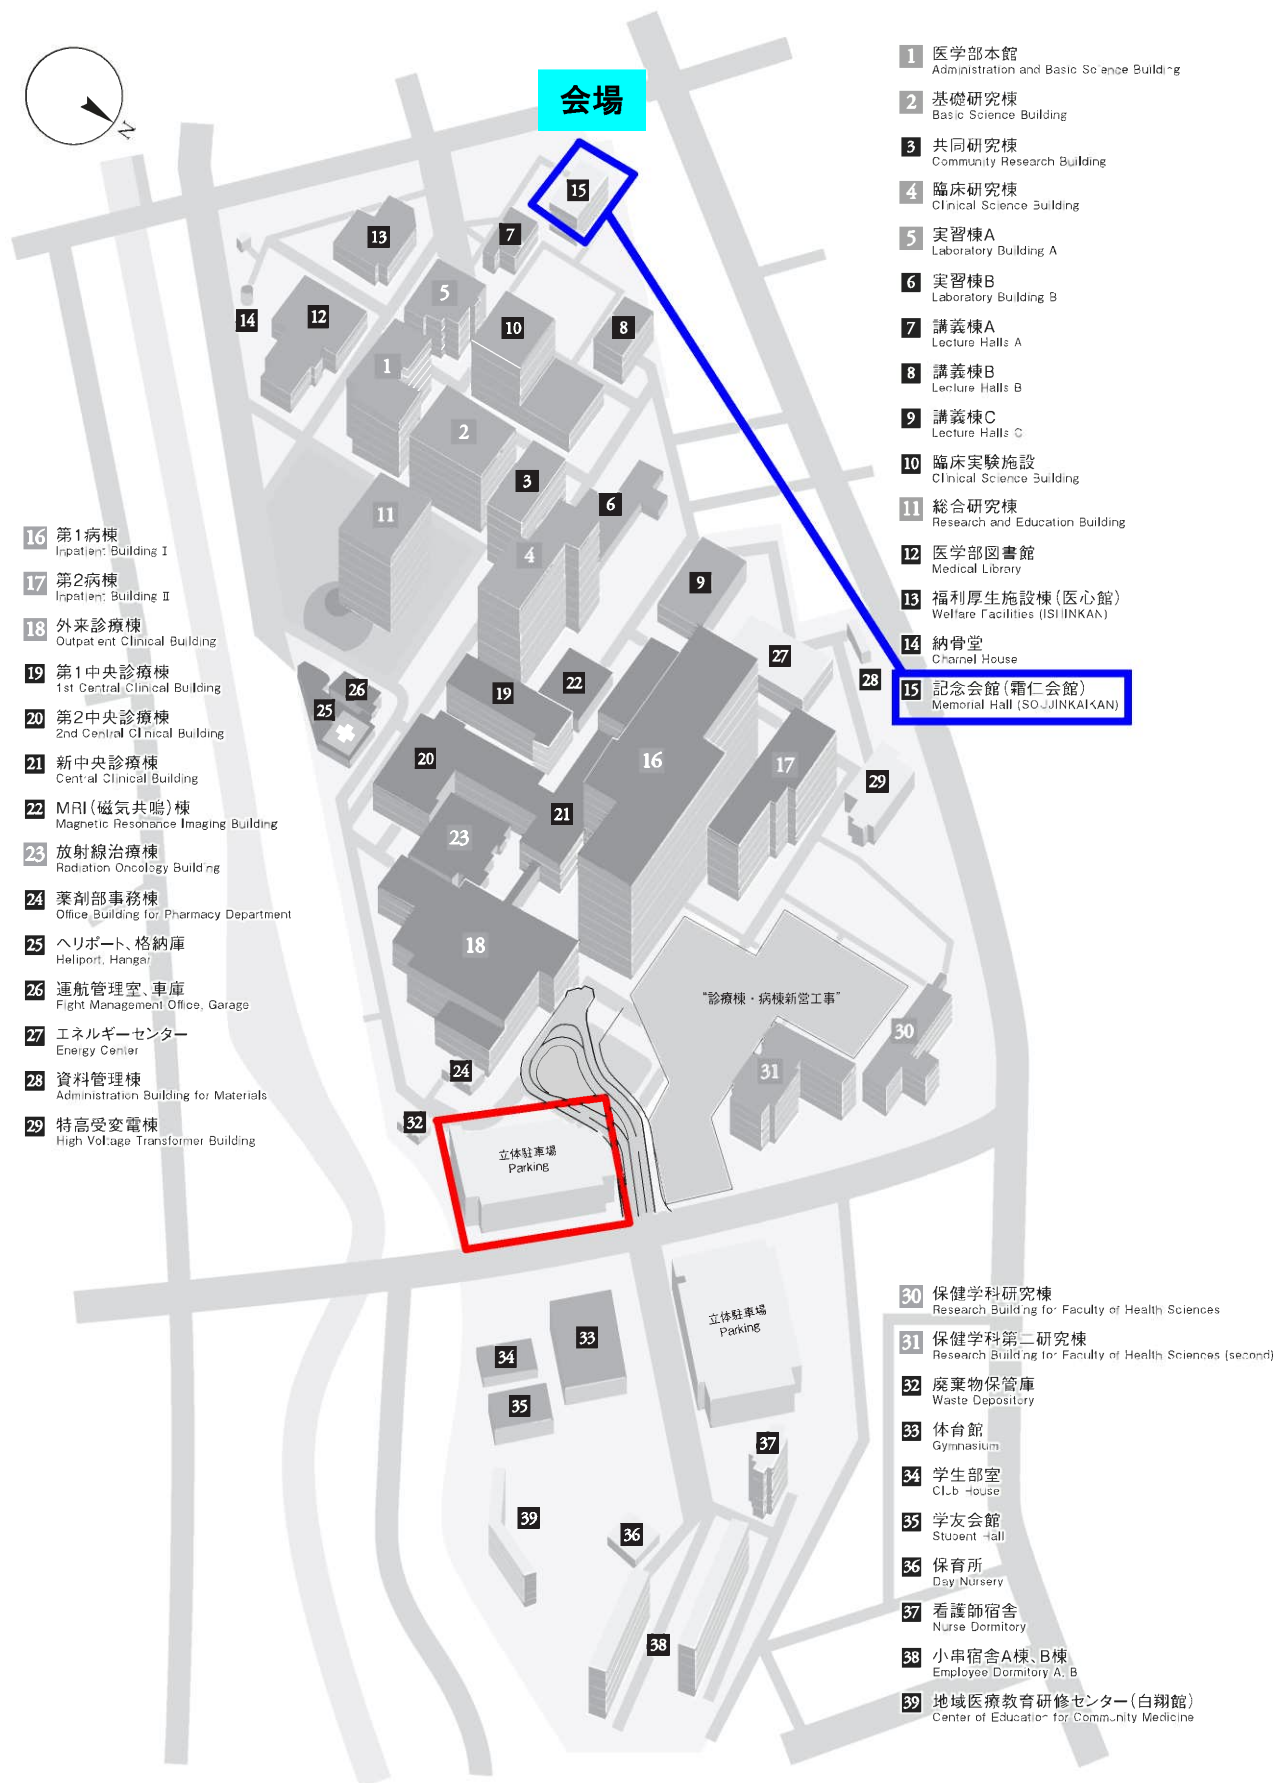 会場
N
1 医学部本館
Administration and Basic Science Building
2 基礎研究棟
Basic Science Building
3 共同研究棟
Community Research Building
4 臨床研究棟
Clinical Science Building
5 実習棟A
Laboratory Building A
6 実習棟B
Laboratory Building B
7 講義棟A
Lecture Halls A
8 講義棟B
Lecture Halls B
9 講義棟C
Lecture Halls C
10 臨床実験施設
Clinical Science Building
11 総合研究棟
Research and Education Building
12 医学部図書館
Medical Library
13 福利厚生施設棟(医心館)
Welfare Facilities (ISHINKAN)
14 納骨堂
Charnel House
15 記念会館(霜仁会館)
Memorial Hall (SOUJINKAIKAN)
16 第1病棟
Inpatient Building I
17 第2病棟
Inpatient Building II
18 外来診療棟
Outpatient Clinical Building
19 第1中央診療棟
1st Central Clinical Building
20 第2中央診療棟
2nd Central Clinical Building
21 新中央診療棟
Central Clinical Building
22 MRI(磁気共鳴)棟
Magnetic Resonance Imaging Building
23 放射線治療棟
Radiation Oncology Building
24 薬剤部事務棟
Office Building for Pharmacy Department
25 ヘリポート、格納庫
Heliport, Hangar
26 運航管理室、車庫
Fight Management Office, Garage
27 エネルギーセンター
Energy Center
28 資料管理棟
Administration Building for Materials
29 特高受変電棟
High Voltage Transformer Building
30 保健学科研究棟
Research Building for Faculty of Health Sciences
31 保健学科第二研究棟
Research Building for Faculty of Health Sciences (second)
32 廃棄物保管庫
Waste Depository
33 体育館
Gymnasium
34 学生部室
Club House
35 学友会館
Student Hall
36 保育所
Day Nursery
37 看護師宿舎
Nurse Dormitory
38 小串宿舎A棟、B棟
Employee Dormitory A, B
39 地域医療教育研修センター(白翔館)
Center of Education for Community Medicine
15
7
13
5
14
12
10
8
1
2
3
6
11
4
9
27
28
26
25
19
22
20
16
17
29
21
23
18
"診療棟・病棟新営工事"
30
31
24
32
立体駐車場
Parking
立体駐車場
Parking
33
34
35
37
39
36
38